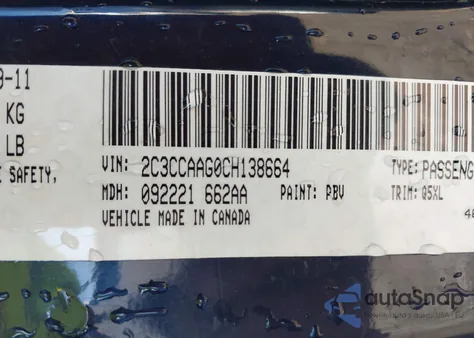 9-11
KG
LB
E SAFETY,
VIN: 2C3CCAAG0CH138664
TYPE: PASSENG
MDH: 092221 662AA
PAINT: PBV
TRIM: Q5XL
VEHICLE MADE IN CANADA
40
autoSnap